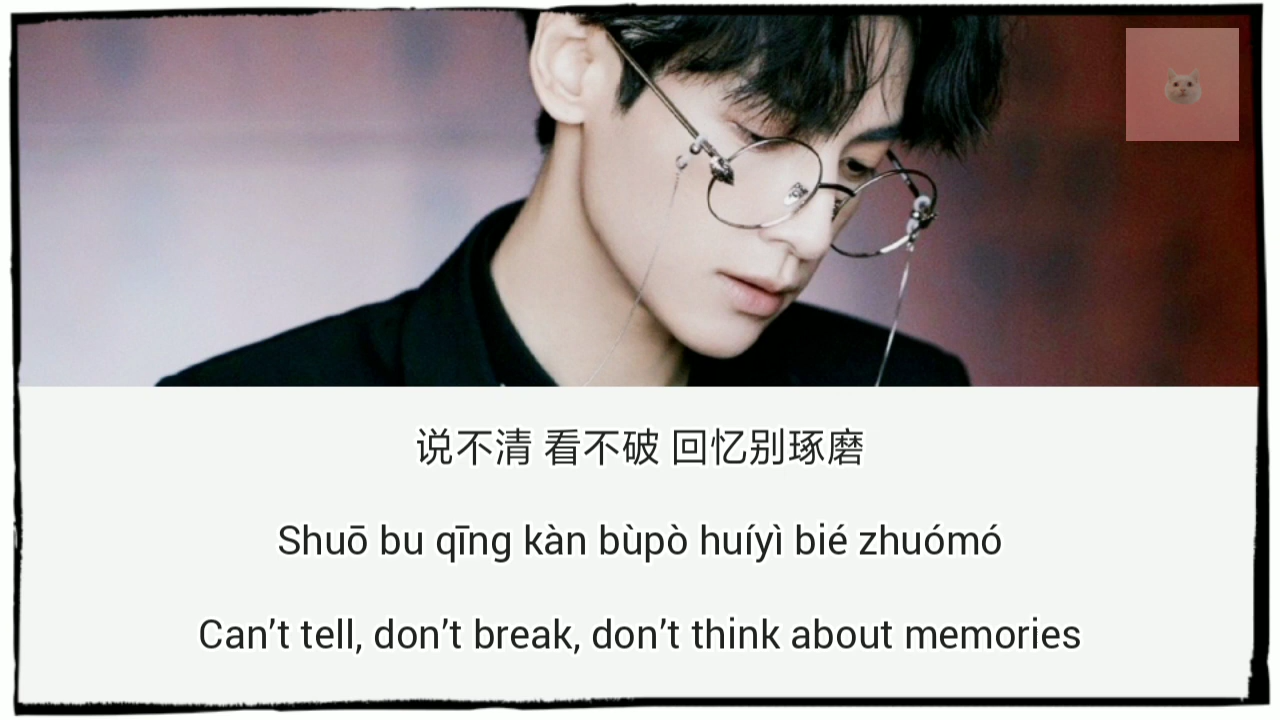 说不清 看不破 回忆别琢磨
Shuō bu qīng kàn bùpò huíyì bié zhuómó
Can’t tell, don’t break, don’t think about memories